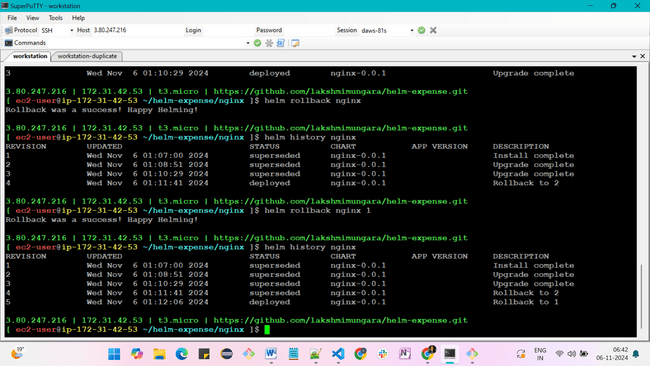 SuperPuTTY - workstation
File View Tools Help
Protocol SSH Host 3.80.247.216 Login Password Session daws-81s
Commands
workstation workstation-duplicate
3 Wed Nov 6 01:10:29 2024 deployed nginx-0.0.1 Upgrade complete
3.80.247.216 | 172.31.42.53 | t3.micro | https://github.com/lakshmimungara/helm-expense.git
[ ec2-user@ip-172-31-42-53 ~/helm-expense/nginx ]$ helm rollback nginx
Rollback was a success! Happy Helming!
3.80.247.216 | 172.31.42.53 | t3.micro | https://github.com/lakshmimungara/helm-expense.git
[ ec2-user@ip-172-31-42-53 ~/helm-expense/nginx ]$ helm history nginx
REVISION UPDATED STATUS CHART APP VERSION DESCRIPTION
1 Wed Nov 6 01:07:00 2024 superseded nginx-0.0.1 Install complete
2 Wed Nov 6 01:08:51 2024 superseded nginx-0.0.1 Upgrade complete
3 Wed Nov 6 01:10:29 2024 superseded nginx-0.0.1 Upgrade complete
4 Wed Nov 6 01:11:41 2024 deployed nginx-0.0.1 Rollback to 2
3.80.247.216 | 172.31.42.53 | t3.micro | https://github.com/lakshmimungara/helm-expense.git
[ ec2-user@ip-172-31-42-53 ~/helm-expense/nginx ]$ helm rollback nginx 1
Rollback was a success! Happy Helming!
3.80.247.216 | 172.31.42.53 | t3.micro | https://github.com/lakshmimungara/helm-expense.git
[ ec2-user@ip-172-31-42-53 ~/helm-expense/nginx ]$ helm history nginx
REVISION UPDATED STATUS CHART APP VERSION DESCRIPTION
1 Wed Nov 6 01:07:00 2024 superseded nginx-0.0.1 Install complete
2 Wed Nov 6 01:08:51 2024 superseded nginx-0.0.1 Upgrade complete
3 Wed Nov 6 01:10:29 2024 superseded nginx-0.0.1 Upgrade complete
4 Wed Nov 6 01:11:41 2024 superseded nginx-0.0.1 Rollback to 2
5 Wed Nov 6 01:12:06 2024 deployed nginx-0.0.1 Rollback to 1
3.80.247.216 | 172.31.42.53 | t3.micro | https://github.com/lakshmimungara/helm-expense.git
[ ec2-user@ip-172-31-42-53 ~/helm-expense/nginx ]$
19°
ENG
IN
06:42
06-11-2024